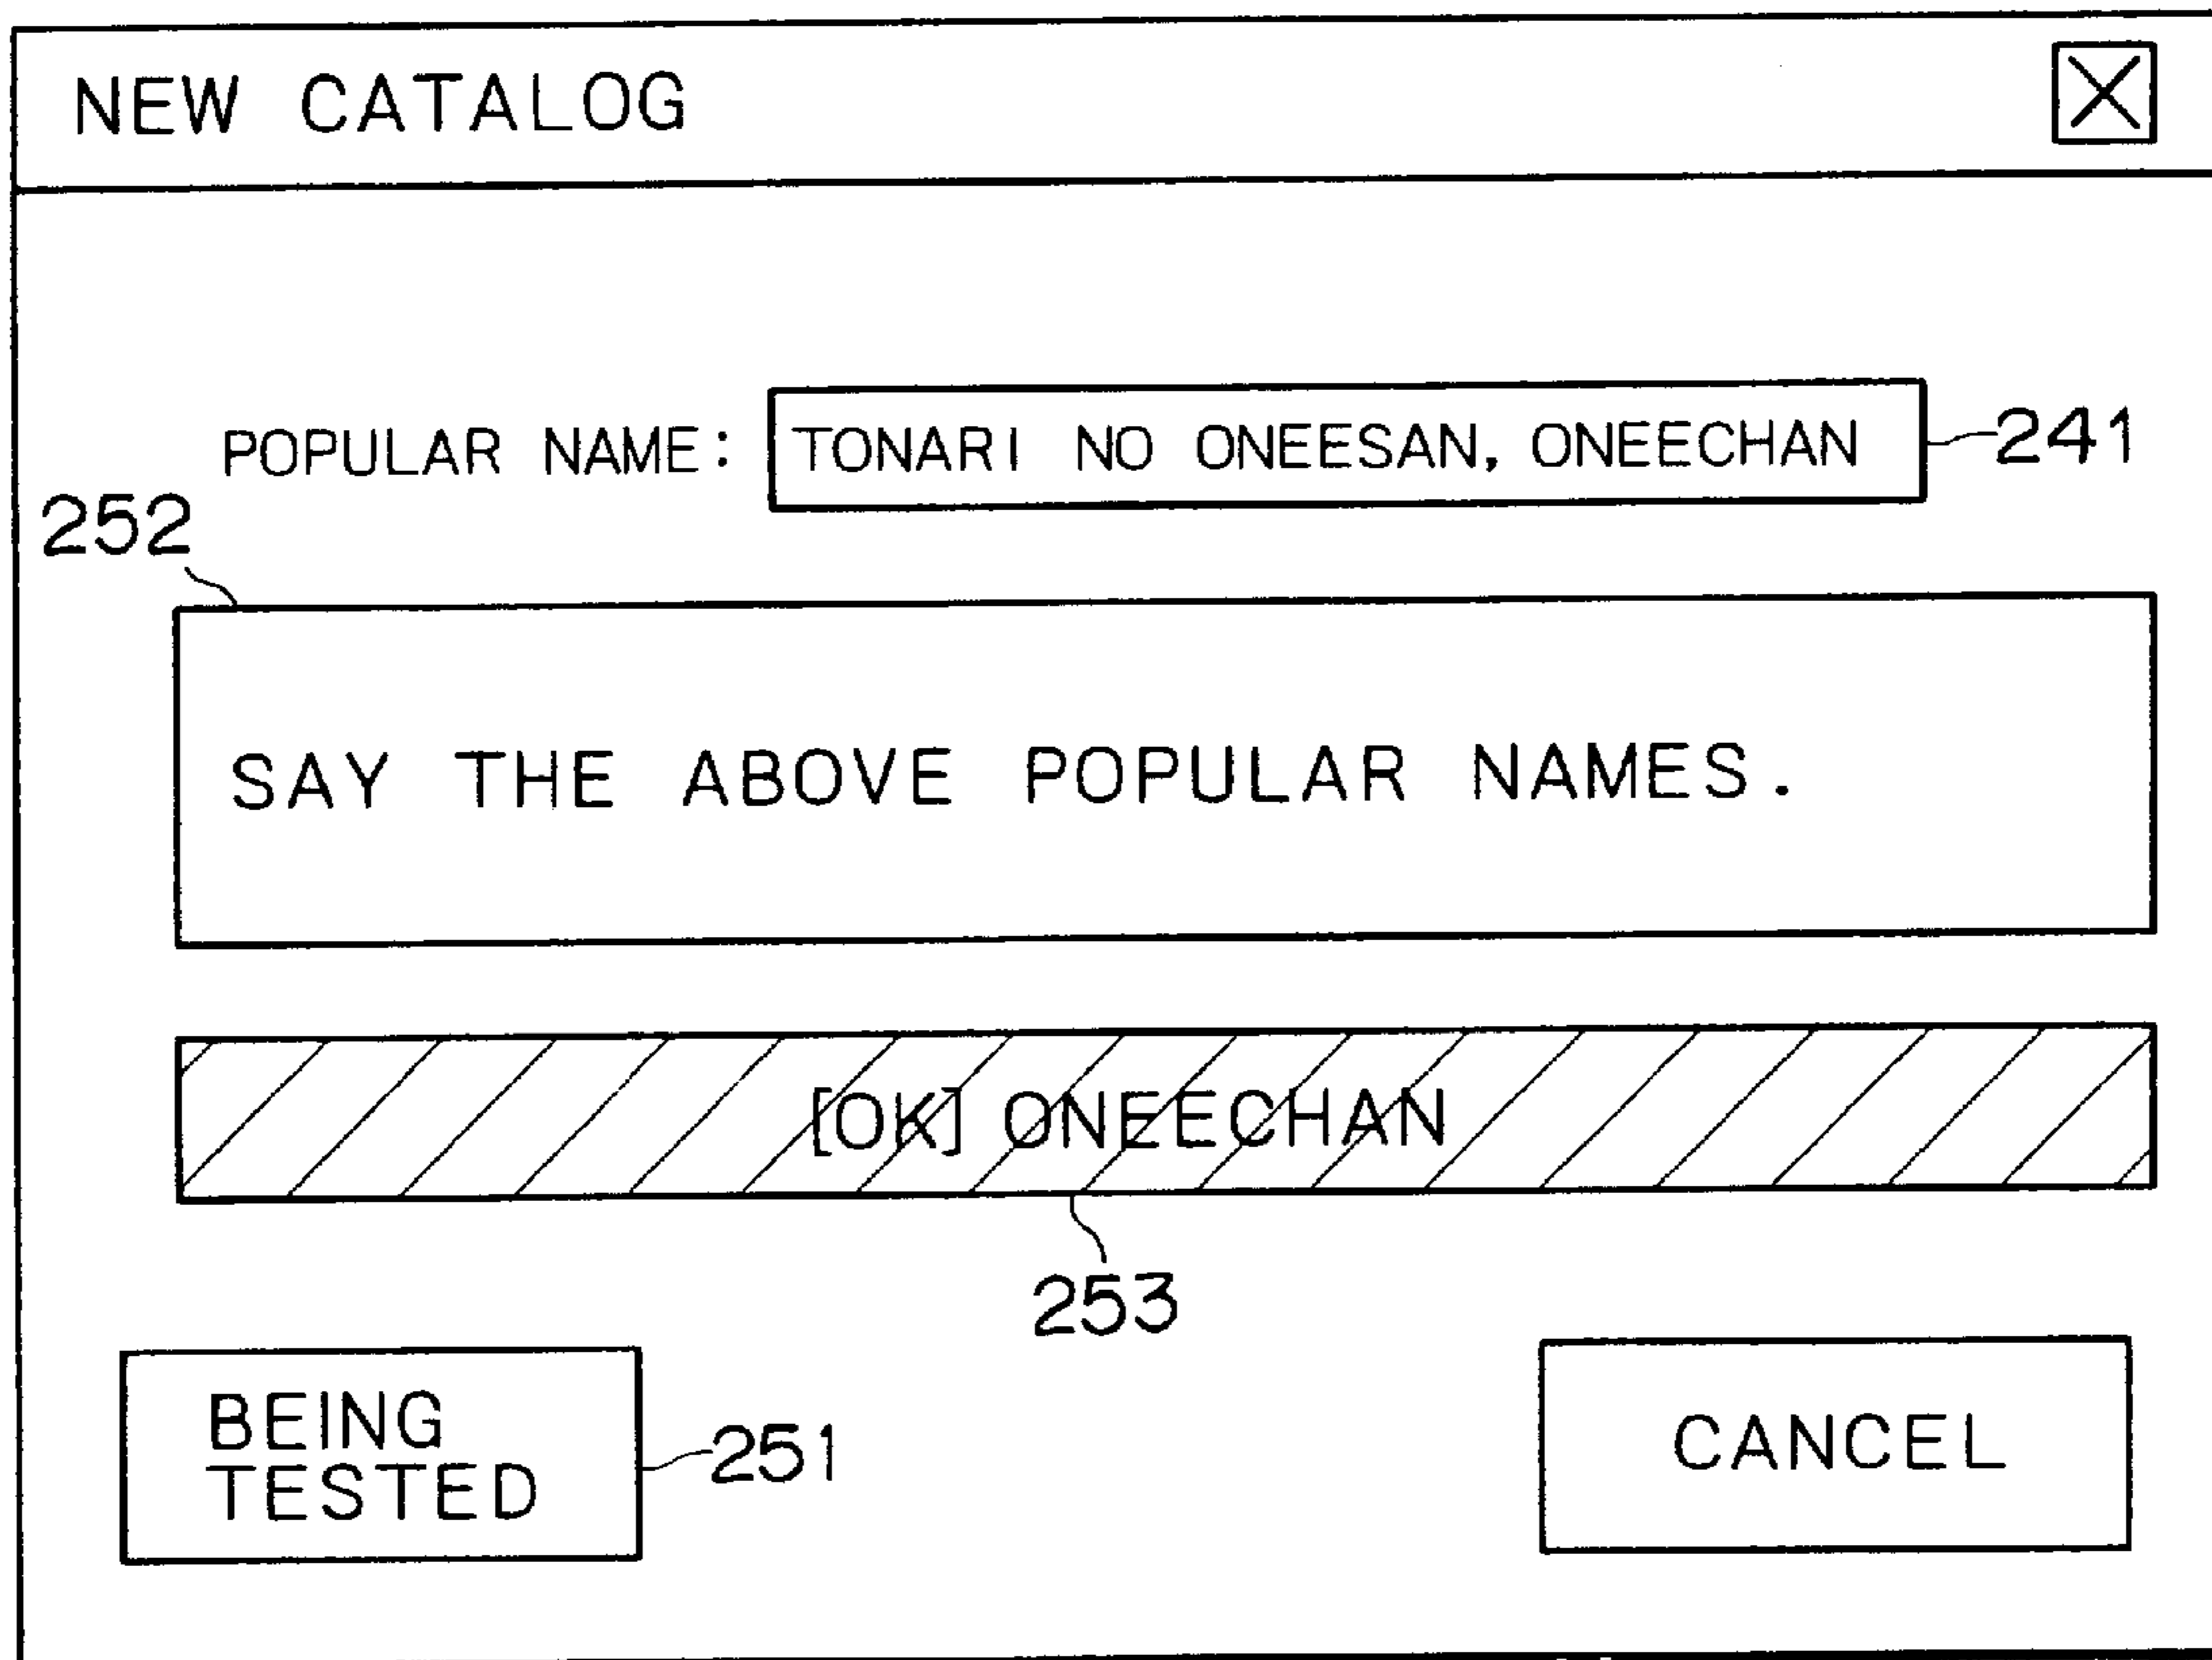 NEW CATALOG
POPULAR NAME: TONARI NO ONEESAN, ONEECHAN 241
252
SAY THE ABOVE POPULAR NAMES.
[OK] ONEECHAN
253
BEING
TESTED
251
CANCEL